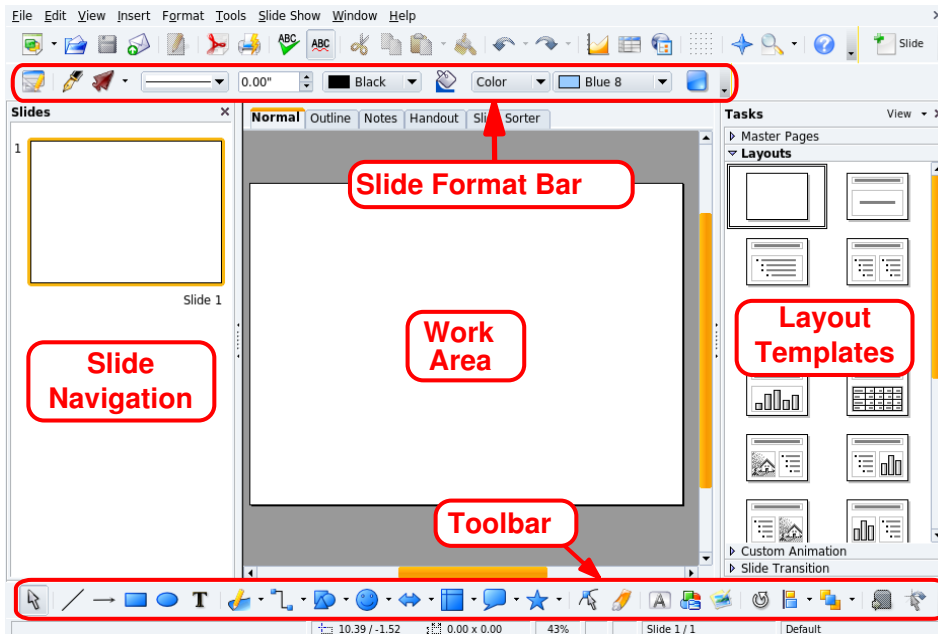 File Edit View Insert Format Tools Slide Show Window Help
ABC ABC Slide
0.00" Black Color Blue 8
Slides
Normal Outline Notes Handout Slide Sorter
Tasks View
1
Master Pages
Layouts
Slide Format Bar
Slide 1
Slide
Navigation
Work
Area
Layout
Templates
Toolbar
Custom Animation
Slide Transition
T A
10.39 / -1.52 0.00 x 0.00 43% Slide 1 / 1 Default